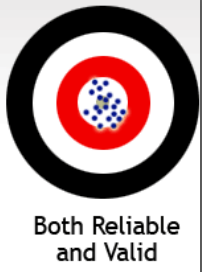 Both Reliable
and Valid